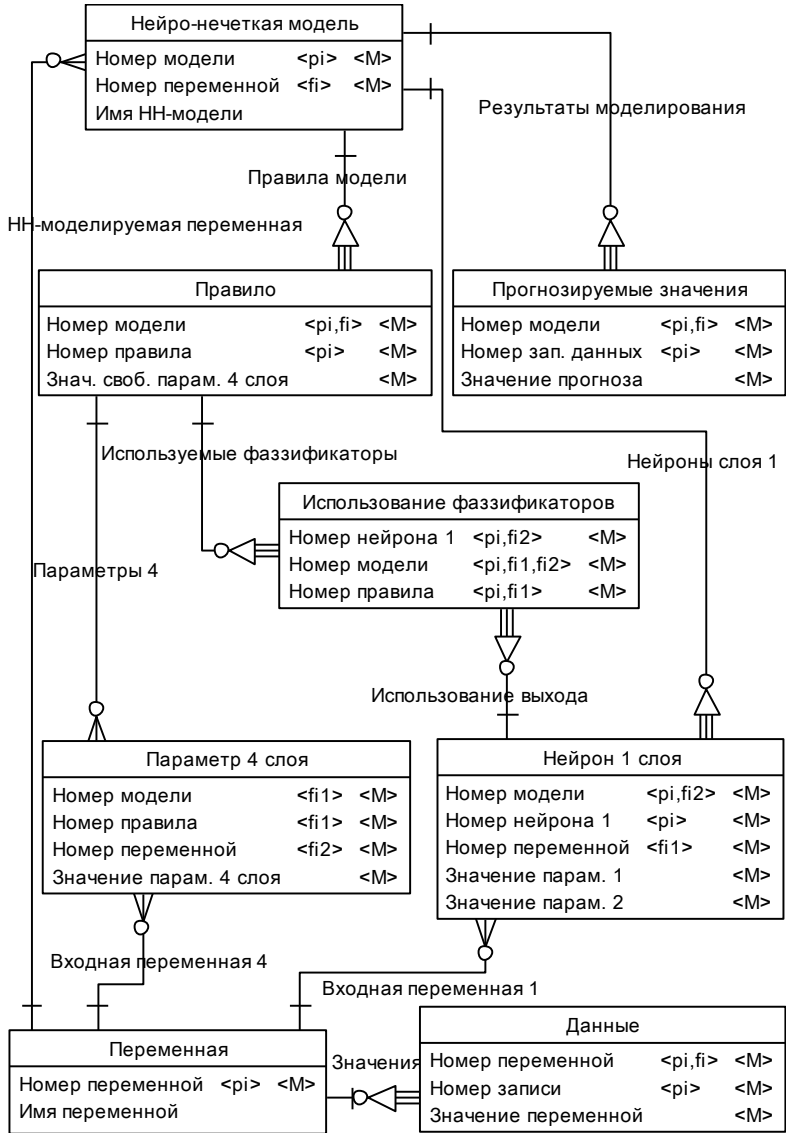 Нейро-нечеткая модель
Номер модели <pi> <M>
Номер переменной <fi> <M>
Имя НН-модели
Результаты моделирования
Правила модели
НН-моделируемая переменная
Правило
Номер модели <pi,fi> <M>
Номер правила <pi> <M>
Знач. своб. парам. 4 слоя <M>
Прогнозируемые значения
Номер модели <pi,fi> <M>
Номер зап. данных <pi> <M>
Значение прогноза <M>
Используемые фаззификаторы
Нейроны слоя 1
Использование фаззификаторов
Номер нейрона 1 <pi,fi2> <M>
Номер модели <pi,fi1,fi2> <M>
Номер правила <pi,fi1> <M>
Параметры 4
Использование выхода
Параметр 4 слоя
Номер модели <fi1> <M>
Номер правила <fi1> <M>
Номер переменной <fi2> <M>
Значение парам. 4 слоя <M>
Нейрон 1 слоя
Номер модели <pi,fi2> <M>
Номер нейрона 1 <pi> <M>
Номер переменной <fi1> <M>
Значение парам. 1 <M>
Значение парам. 2 <M>
Входная переменная 4
Входная переменная 1
Переменная
Номер переменной <pi> <M>
Имя переменной
Значения
Данные
Номер переменной <pi,fi> <M>
Номер записи <pi> <M>
Значение переменной <M>